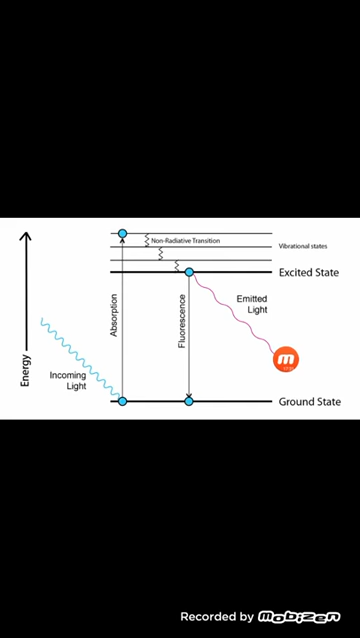 Non-Radiative Transition
Vibrational states
Excited State
Absorption
Fluorescence
Emitted
Light
Energy
Incoming
Light
m
Ground State
Recorded by mobizen